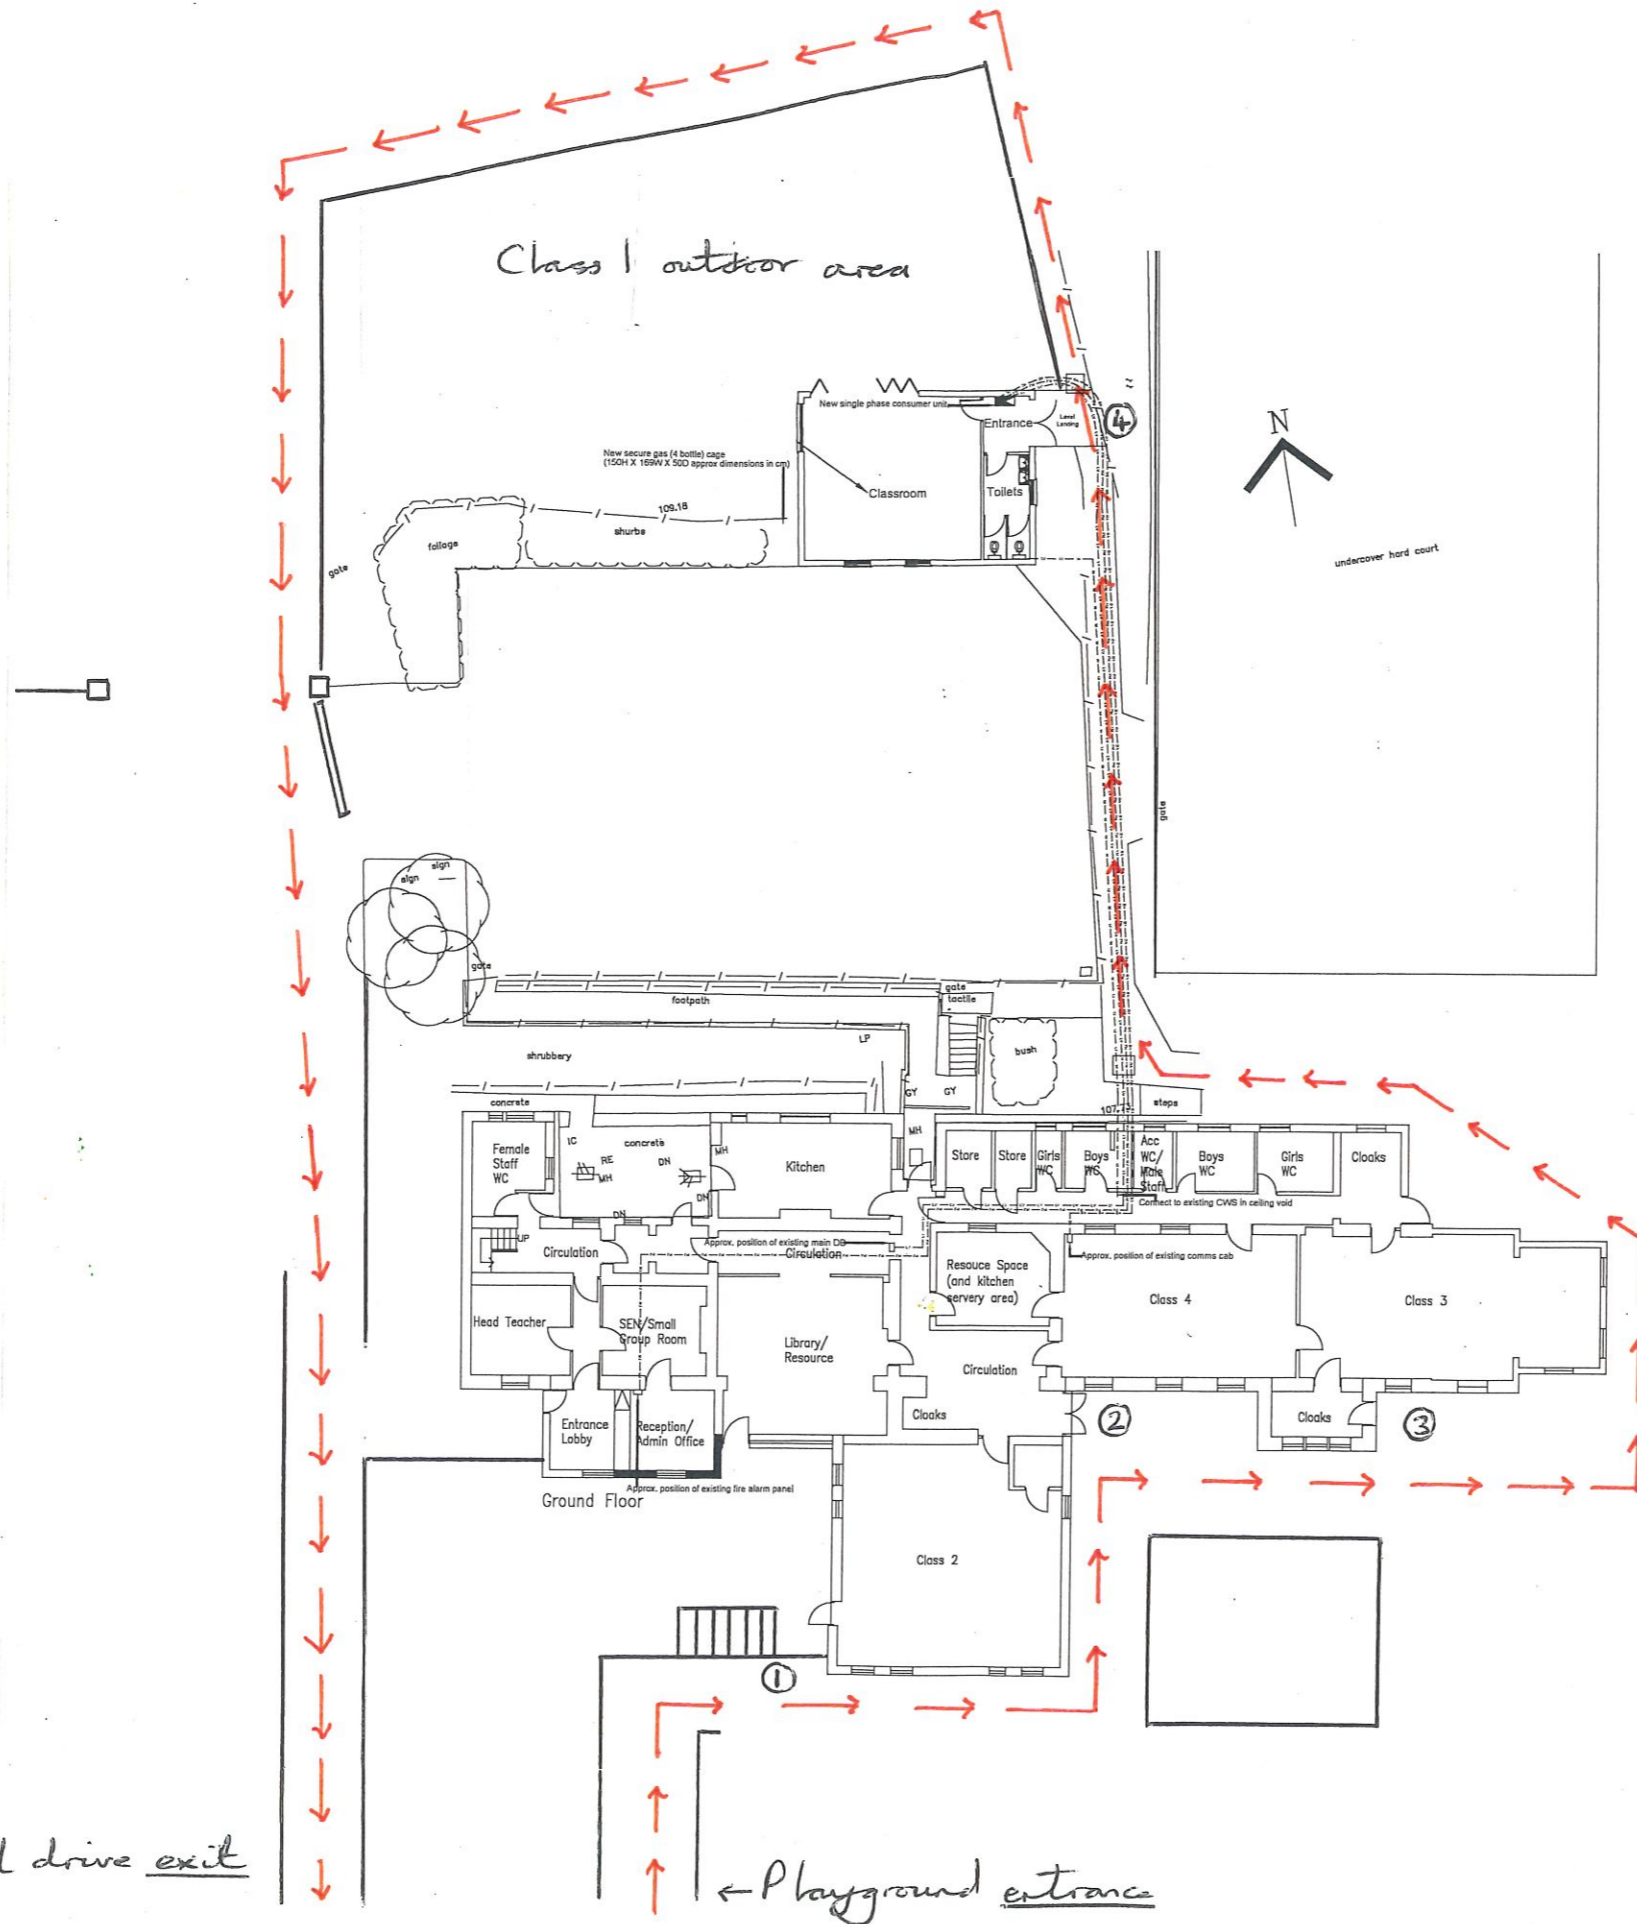 Class 1 outdoor area
New single phase consumer unit
Entrance
Level
Landing
④
N
New secure gas (4 bottle) cage
(150H X 169W X 50D approx dimensions in cm)
Classroom
Toilets
109.18
shurbs
foliage
gate
undercover hard court
gate
sign
sign
gate
footpath
gate
tactile
LP
shrubbery
bush
GY
GY
concrete
107.73
steps
Female
Staff
WC
IC
concrete
RE
MH
DN
DN
DN
MH
Kitchen
MH
Store
Store
Girls
WC
Boys
WC
Acc
WC/
Male
Staff
Boys
WC
Girls
WC
Cloaks
Connect to existing CWS in ceiling void
UP
Circulation
Approx. position of existing main DB
Circulation
Approx. position of existing comms cab
Resouce Space
(and kitchen
servery area)
Class 4
Class 3
Head Teacher
SEN/Small
Group Room
Library/
Resource
Circulation
Cloaks
②
Cloaks
③
Entrance
Lobby
Reception/
Admin Office
Approx. position of existing fire alarm panel
Ground Floor
Class 2
①
drive exit
← Playground entrance